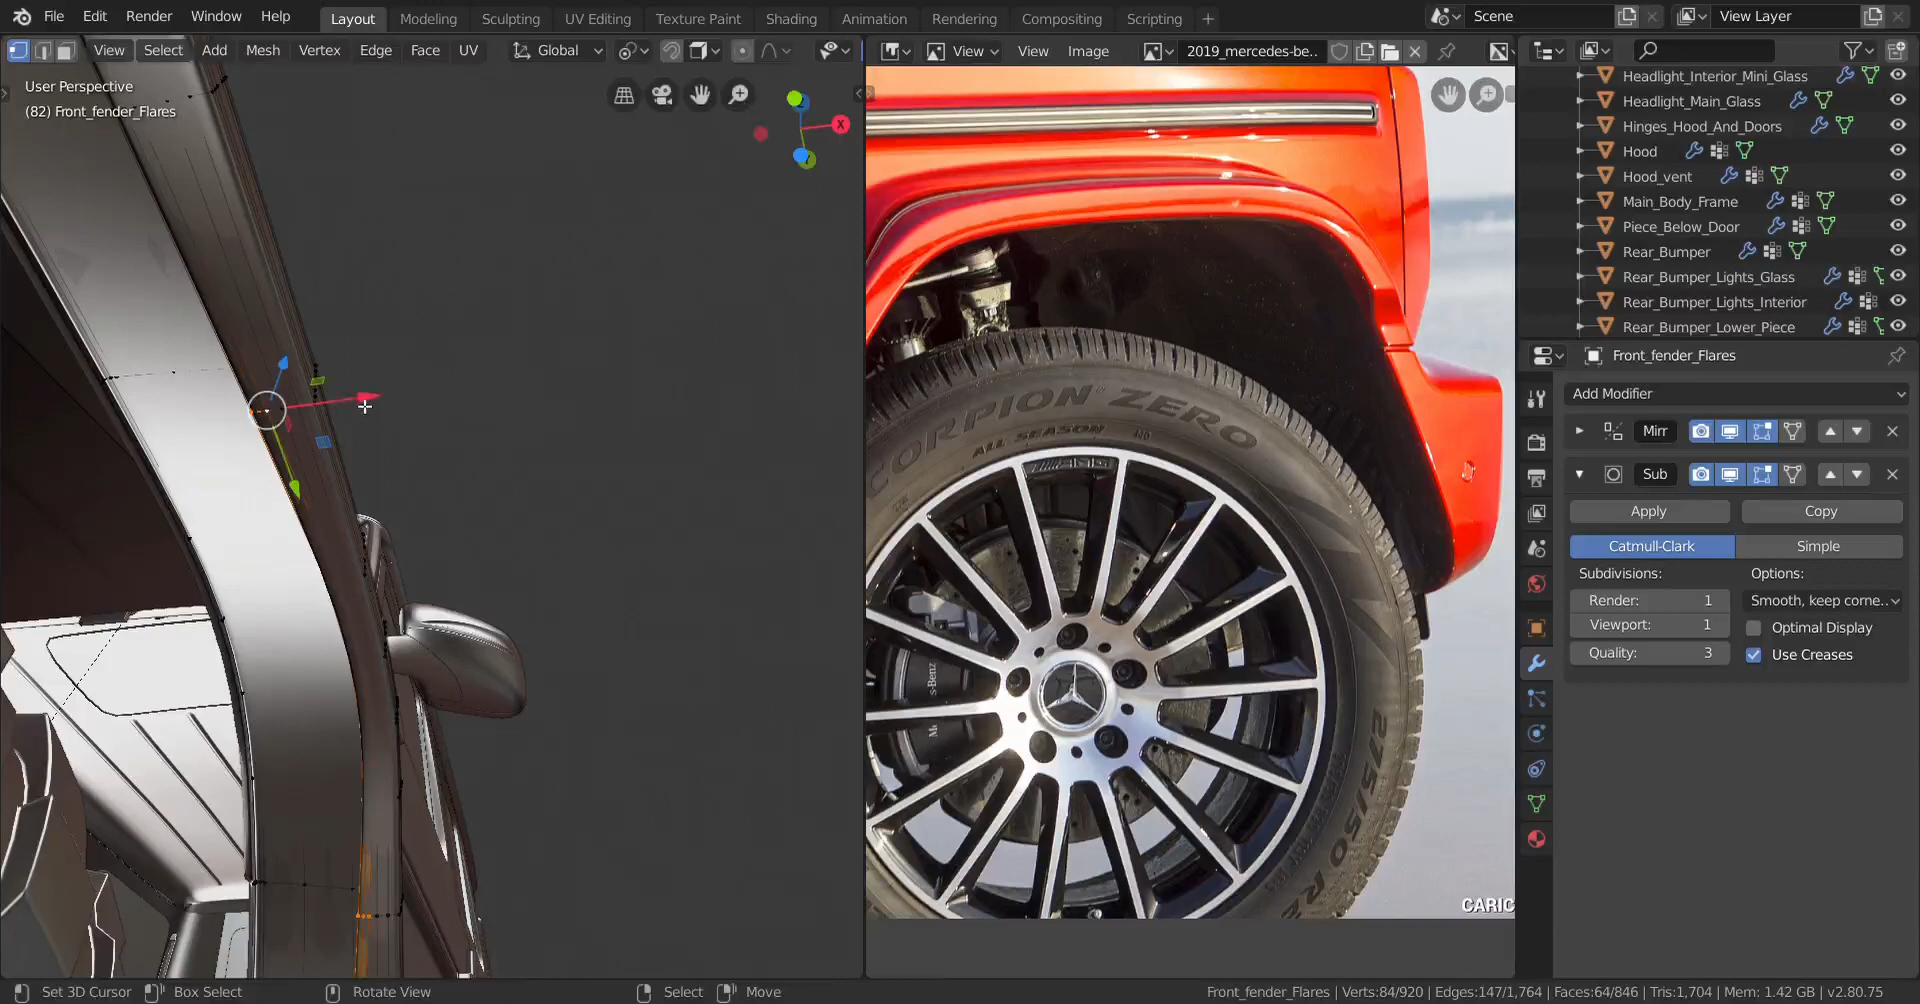 File Edit Render Window Help Layout Modeling Sculpting UV Editing Texture Paint Shading Animation Rendering Compositing Scripting + Scene View Layer
View Select Add Mesh Vertex Edge Face UV Global View View Image 2019_mercedes-be..
User Perspective
(82) Front_fender_Flares
X
Headlight_Interior_Mini_Glass
Headlight_Main_Glass
Hinges_Hood_And_Doors
Hood
Hood_vent
Main_Body_Frame
Piece_Below_Door
Rear_Bumper
Rear_Bumper_Lights_Glass
Rear_Bumper_Lights_Interior
Rear_Bumper_Lower_Piece
Front_fender_Flares
Add Modifier
Mirr
Sub
Apply Copy
Catmull-Clark Simple
Subdivisions: Options:
Render: 1 Smooth, keep corne..
Viewport: 1 Optimal Display
Quality: 3 Use Creases
CORPION ZERO
ALL SEASON
AMG
s-Benz
275/50 R
CARIC
Set 3D Cursor Box Select Rotate View Select Move Front_fender_Flares | Verts:84/920 | Edges:147/1,764 | Faces:64/846 | Tris:1,704 | Mem: 1.42 GB | v2.80.75